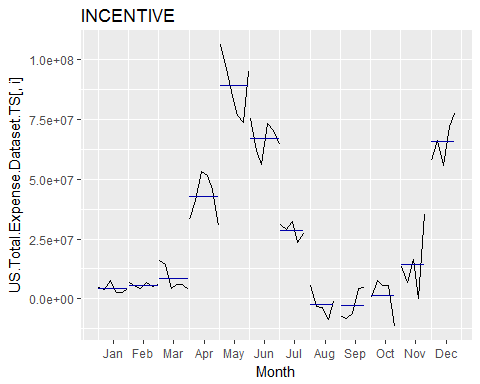 INCENTIVE
US.Total.Expense.Dataset.TS[, i]
1.0e+08
7.5e+07
5.0e+07
2.5e+07
0.0e+00
Jan Feb Mar Apr May Jun Jul Aug Sep Oct Nov Dec
Month